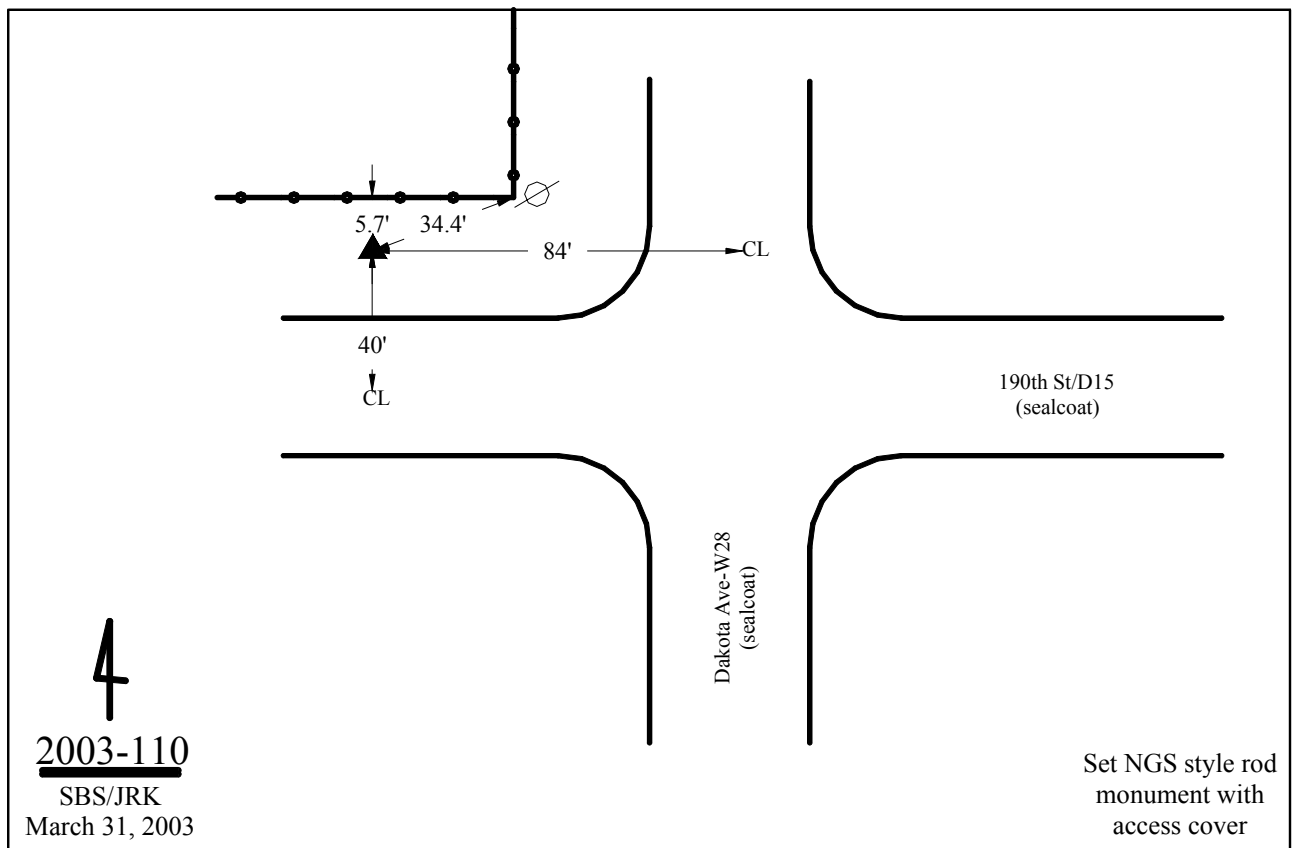 5.7'
34.4'
84'
CL
40'
CL
190th St/D15
(sealcoat)
Dakota Ave-W28
(sealcoat)
2003-110
SBS/JRK
March 31, 2003
Set NGS style rod
monument with
access cover